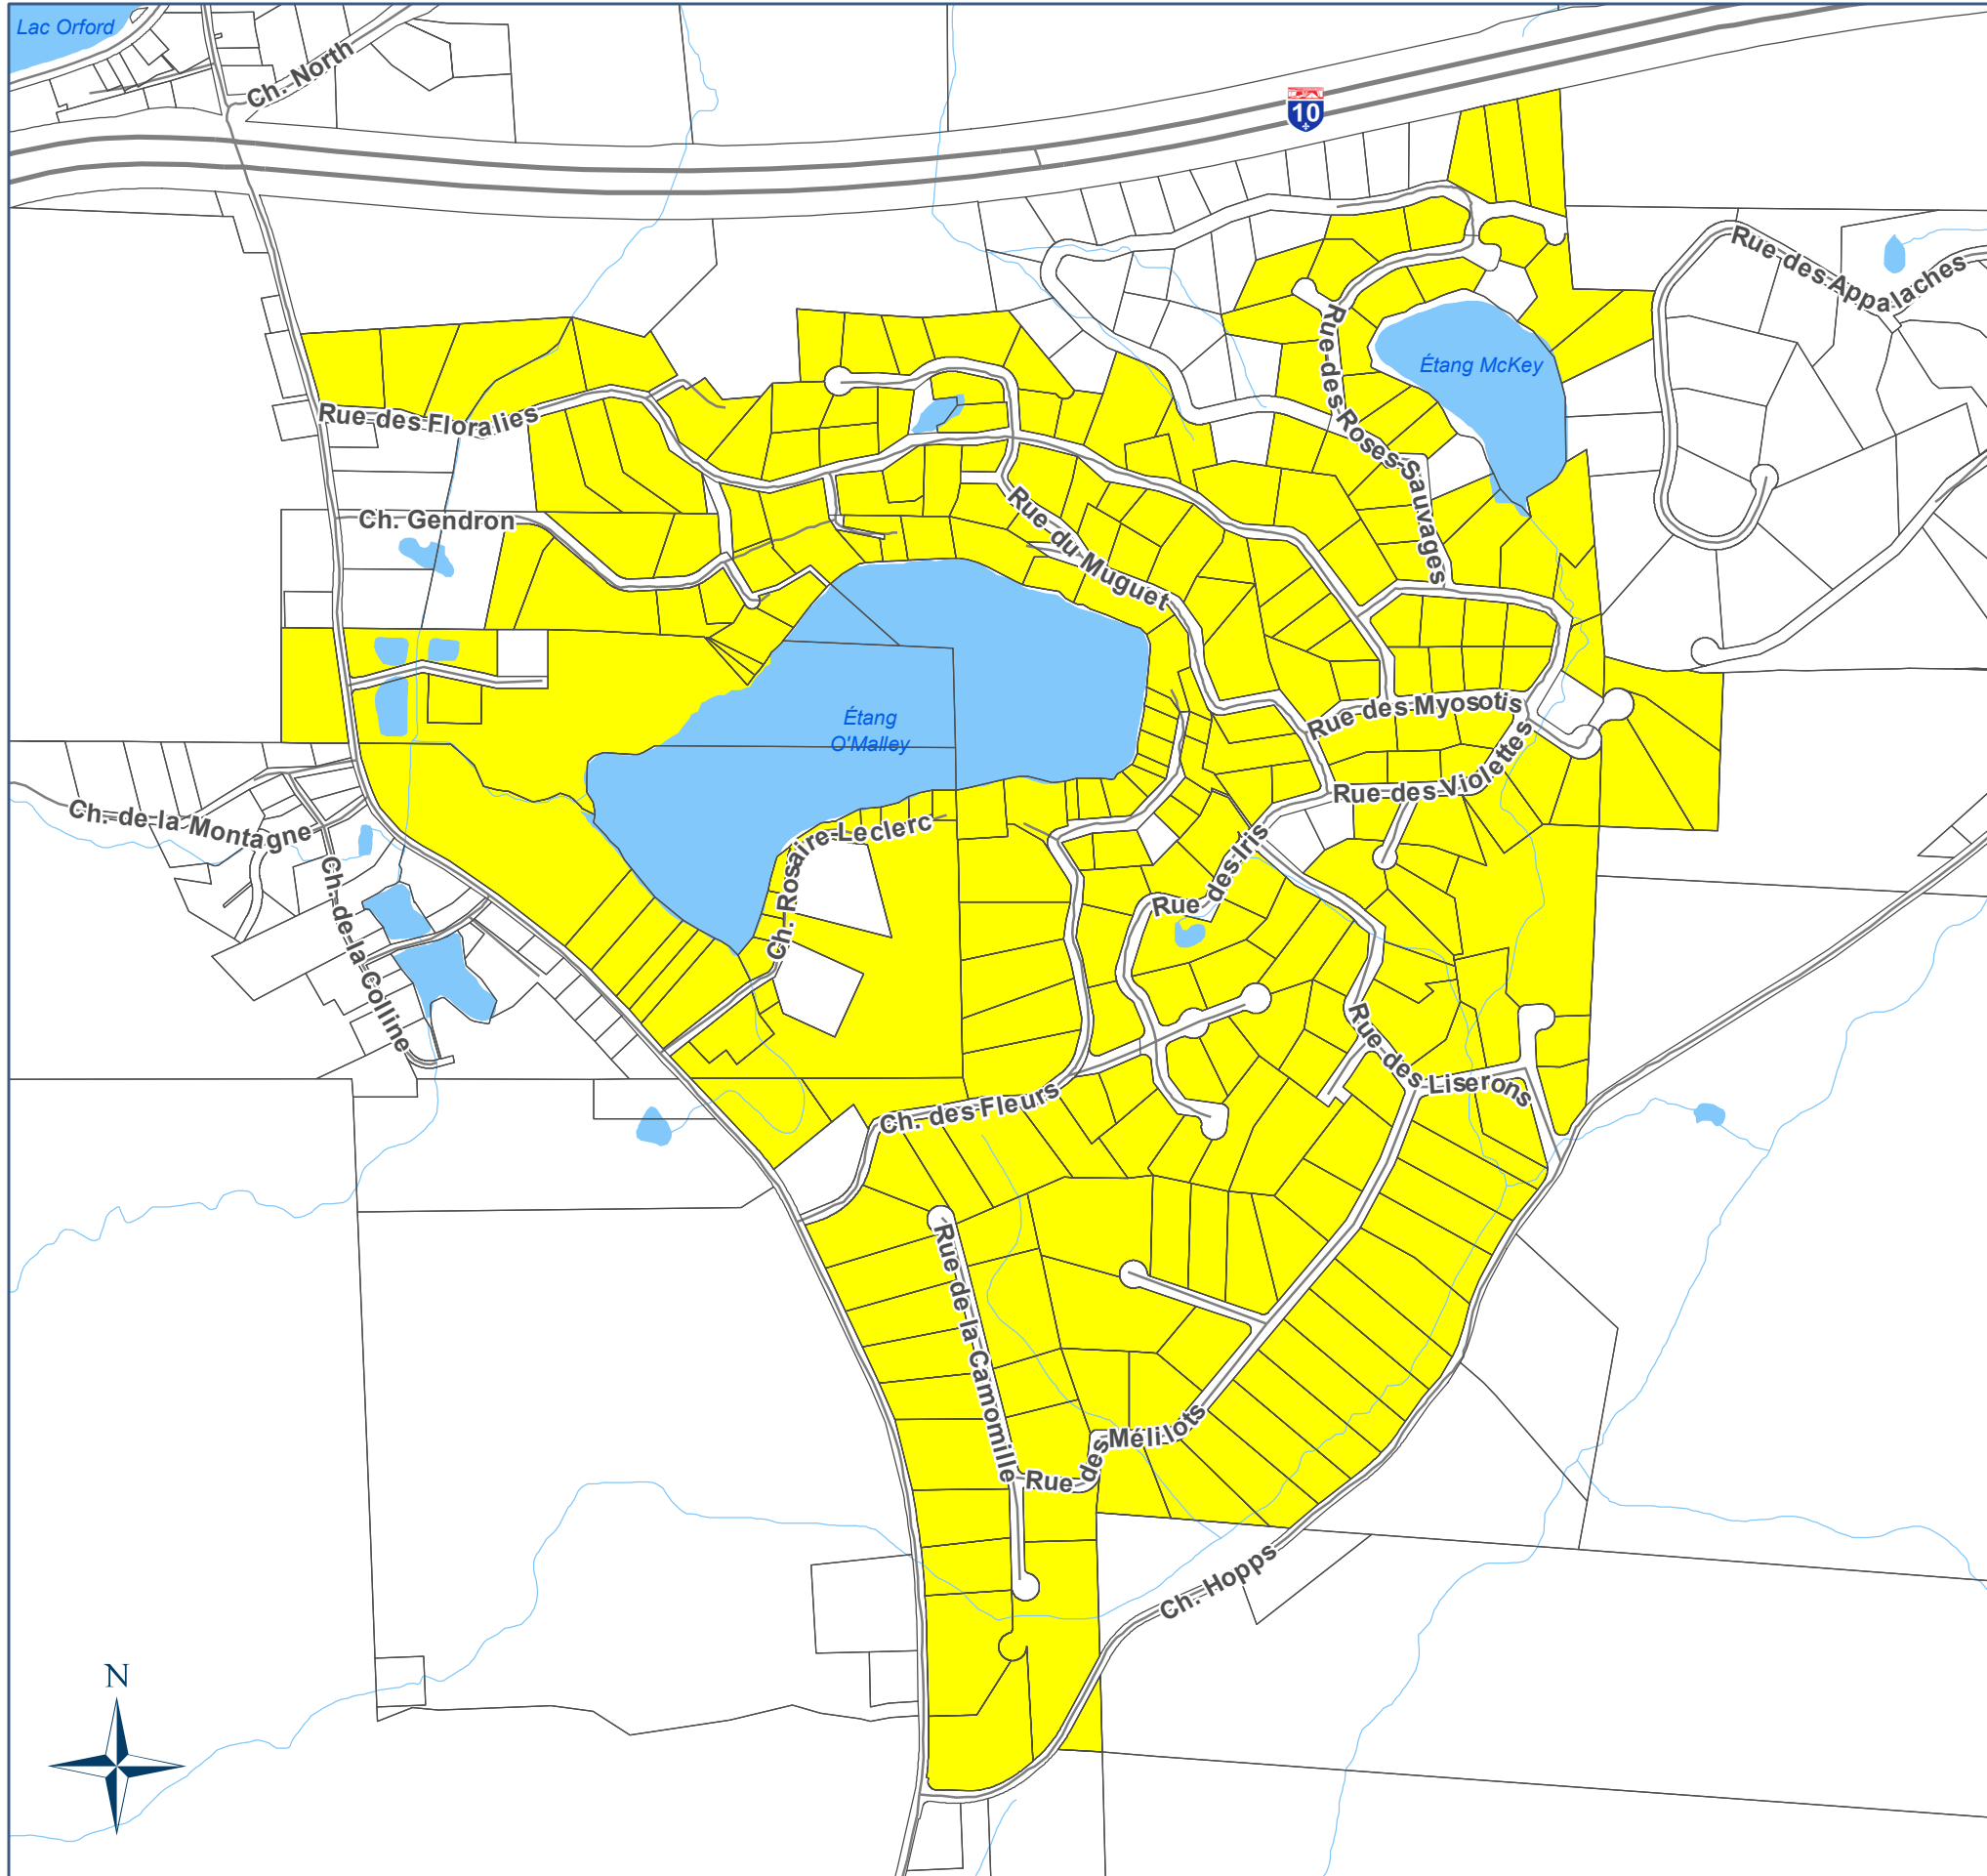 Lac Orford
Ch. North
10
Rue des Appalaches
Étang McKey
Rue des Roses Sauvages
Rue des Floralies
Ch. Gendron
Rue du Muguet
Étang
O'Malley
Rue des Myosotis
Rue des Violettes
Ch. de la Montagne
Ch. Rosaire-Leclerc
Rue des Iris
Ch. de la Colline
Rue des Liserons
Ch. des Fleurs
Rue de la Camomille
Rue des Mélilots
Ch. Hopps
N